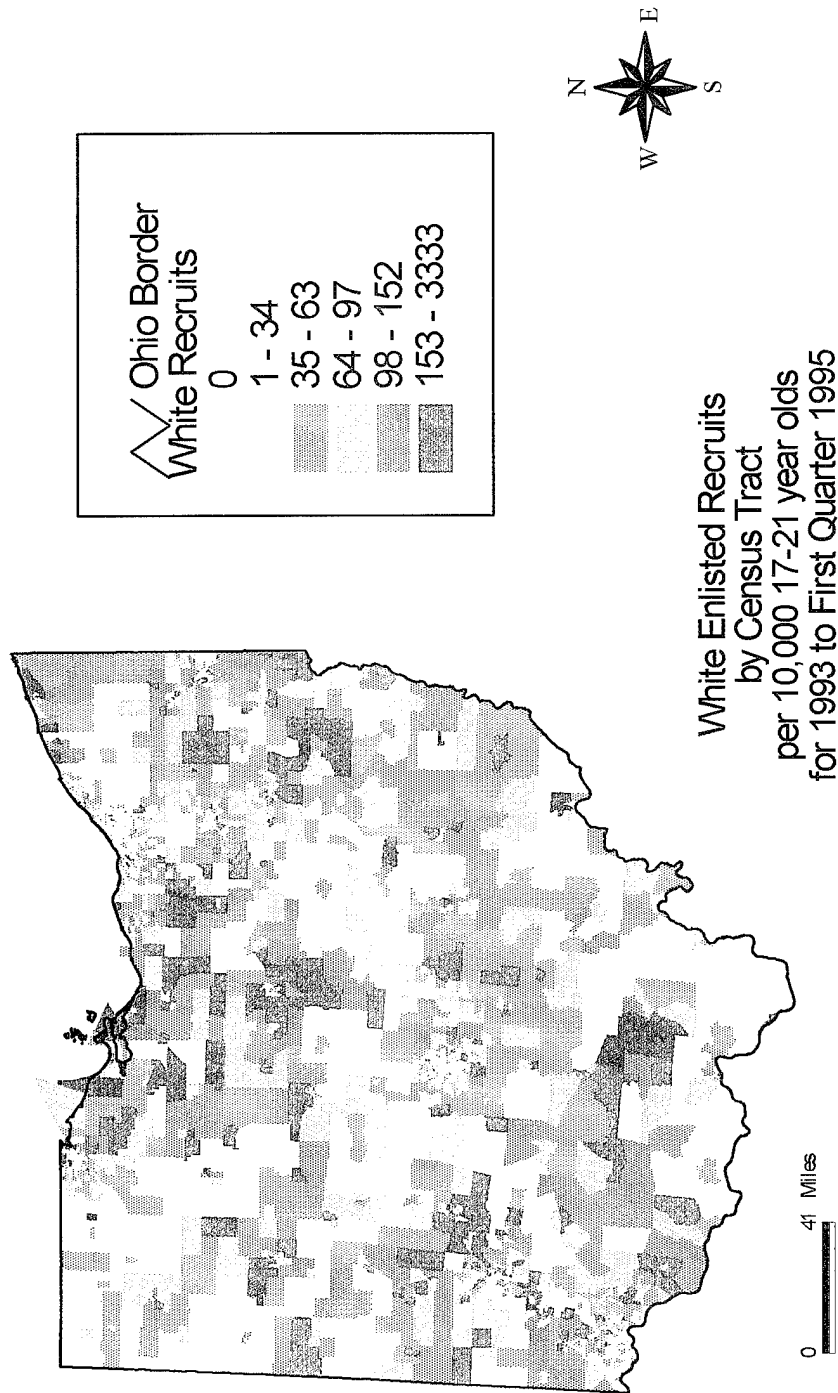 Ohio Border
White Recruits
0
1 - 34
35 - 63
64 - 97
98 - 152
153 - 3333
N
W E
S
White Enlisted Recruits
by Census Tract
per 10,000 17-21 year olds
for 1993 to First Quarter 1995
0 41 Miles